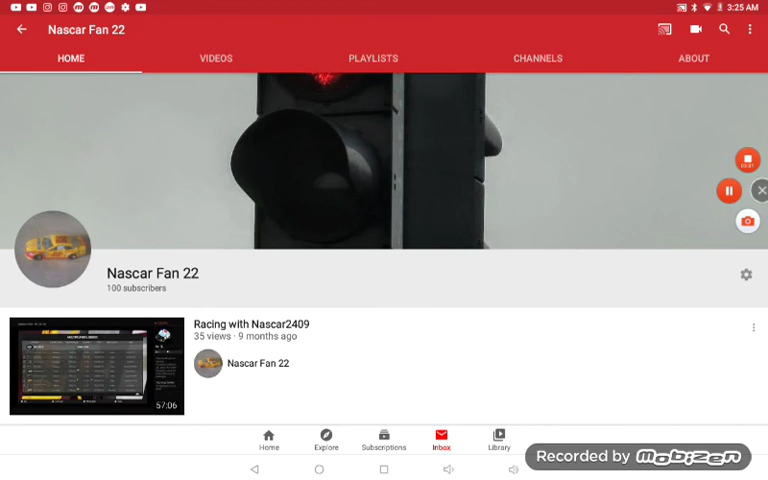 3:25 AM
Nascar Fan 22
HOME VIDEOS PLAYLISTS CHANNELS ABOUT
Nascar Fan 22
100 subscribers
Racing with Nascar2409
35 views · 9 months ago
Nascar Fan 22
57:06
Home Explore Subscriptions Inbox Library
Recorded by mobizen